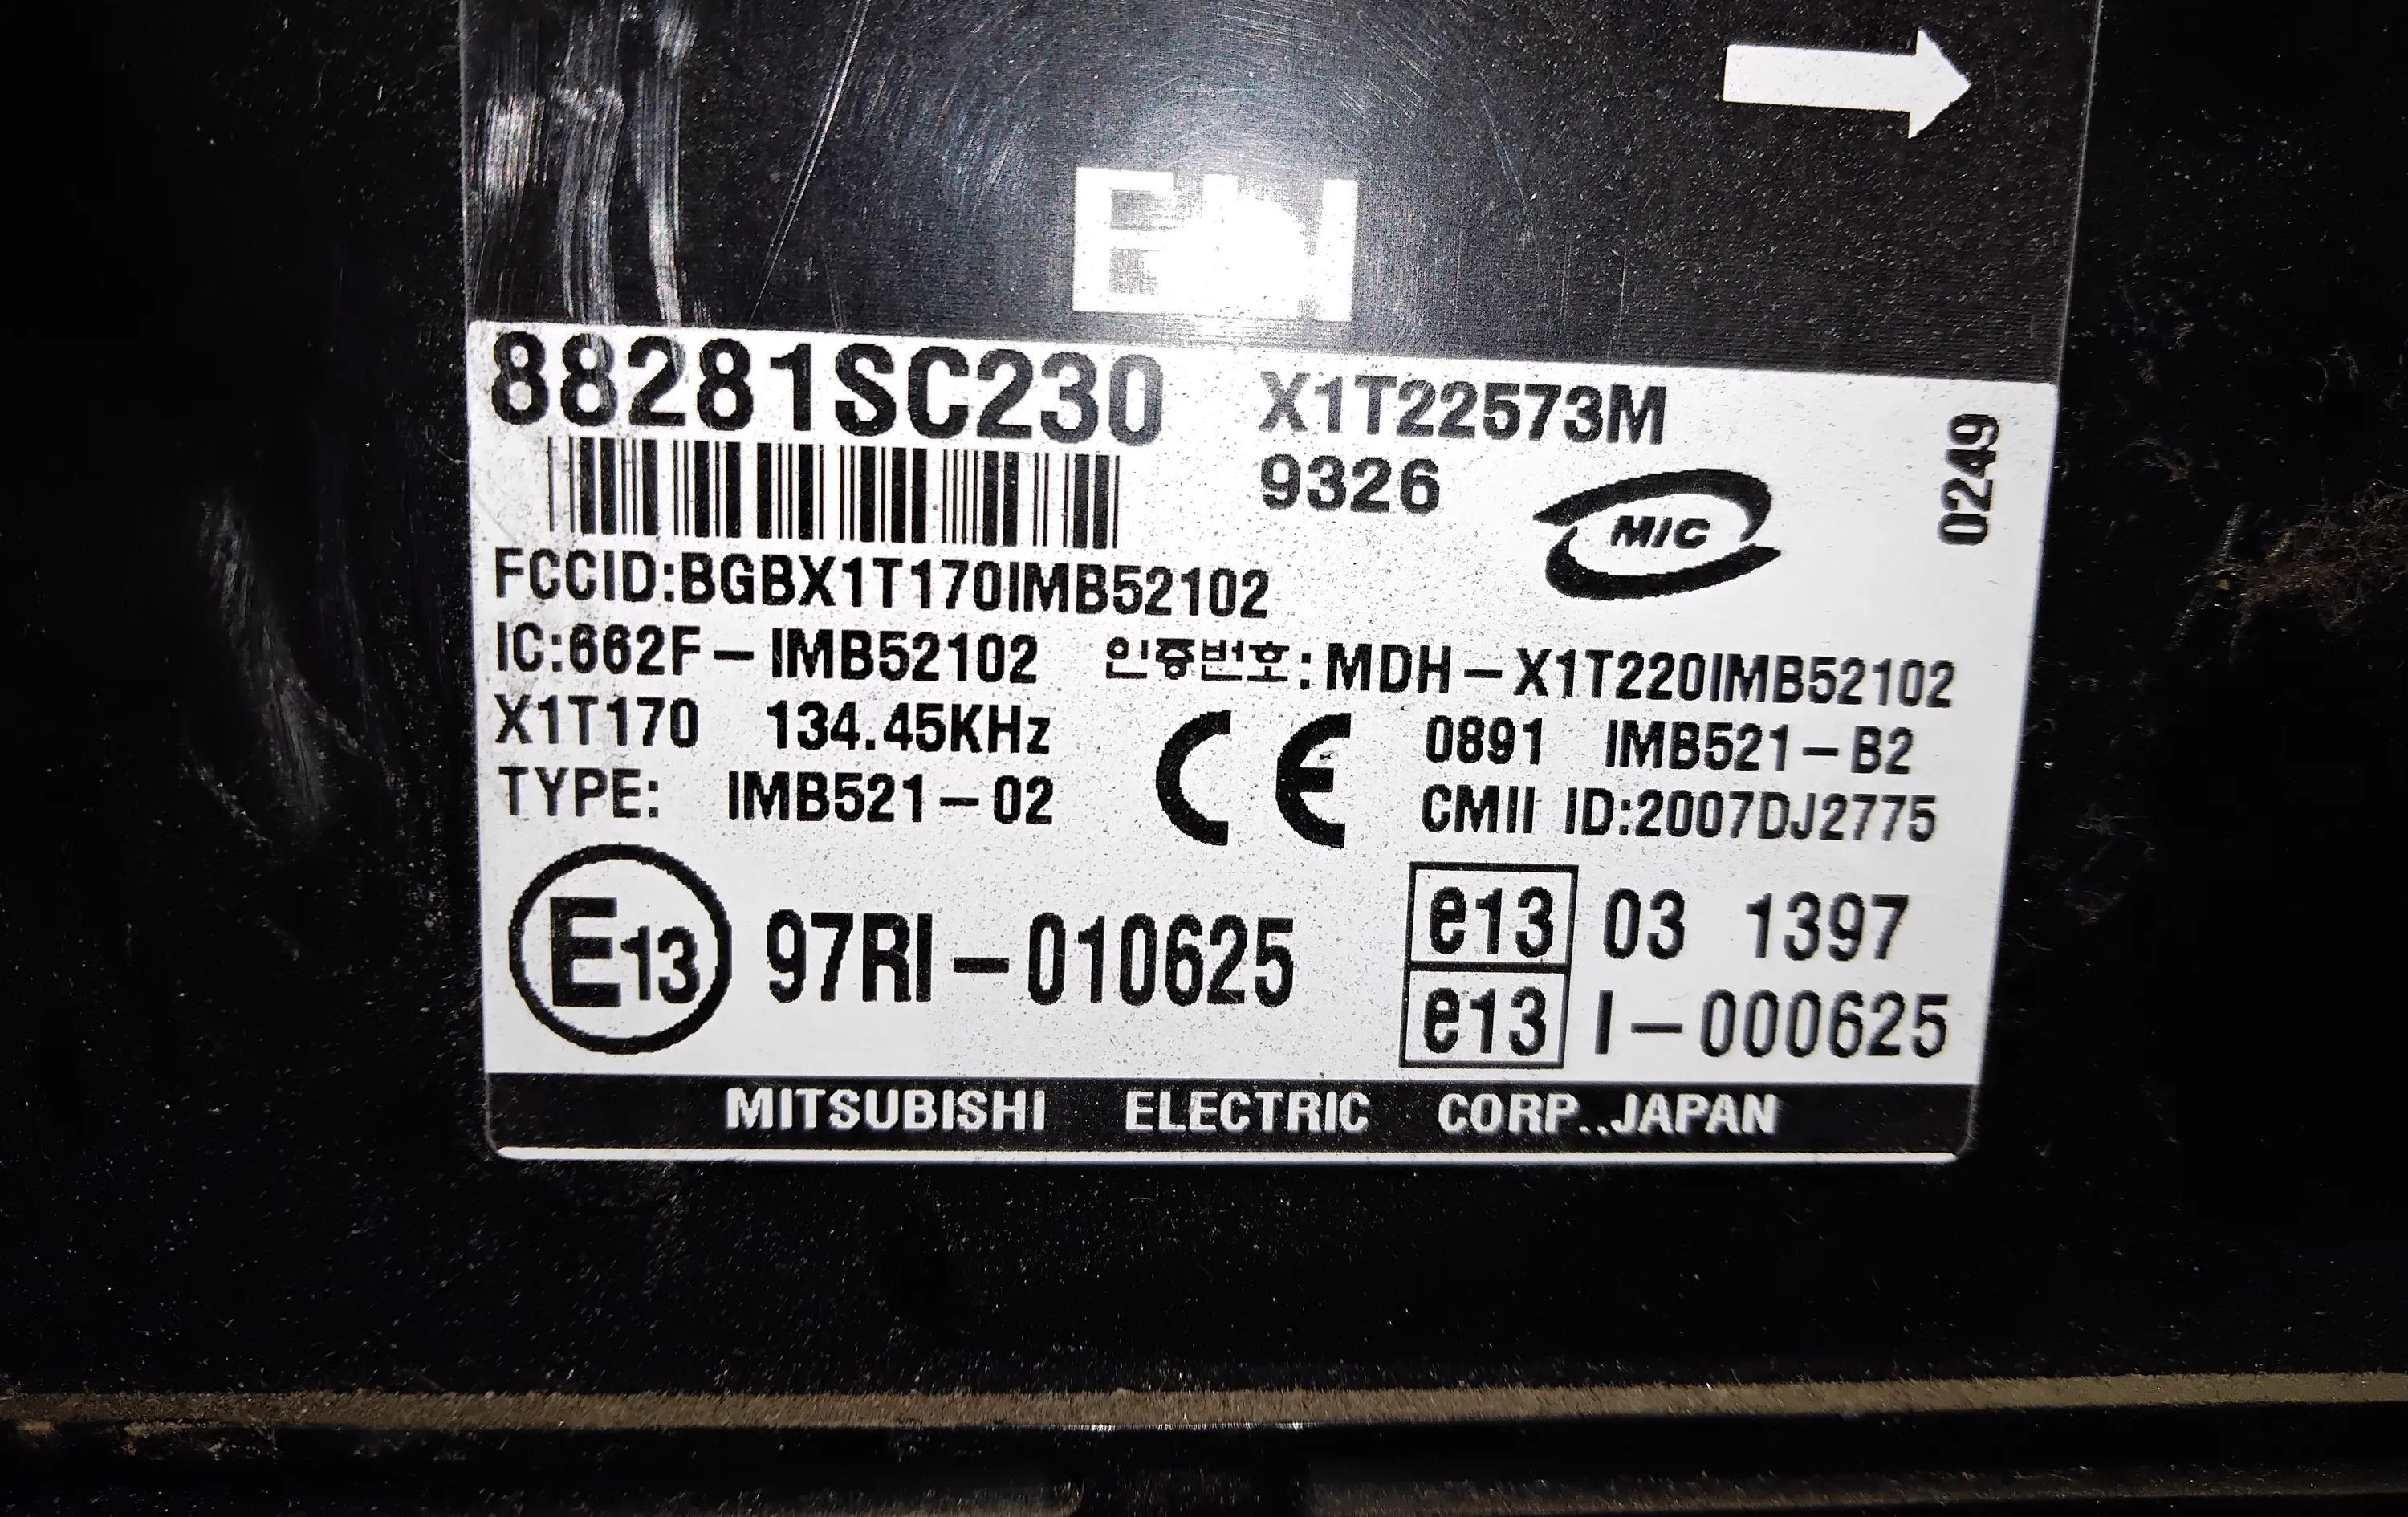 88281SC230 X1T22573M
9326
MIC
0249
FCCID:BGBX1T170IMB52102
IC:662F-IMB52102 인증번호:MDH-X1T220IMB52102
X1T170 134.45KHz CE 0891 IMB521-B2
TYPE: IMB521-02 CMII ID:2007DJ2775
E13 97RI-010625 e13 03 1397
e13 I-000625
MITSUBISHI ELECTRIC CORP..JAPAN